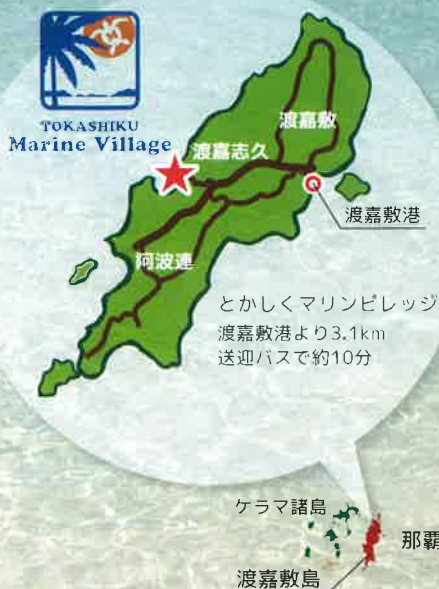 TOKASHIKU
Marine Village
渡嘉敷
渡嘉志久
渡嘉敷港
阿波連
とかしくマリンビレッジ
渡嘉敷港より3.1km
送迎バスで約10分
ケラマ諸島
那覇
渡嘉敷島